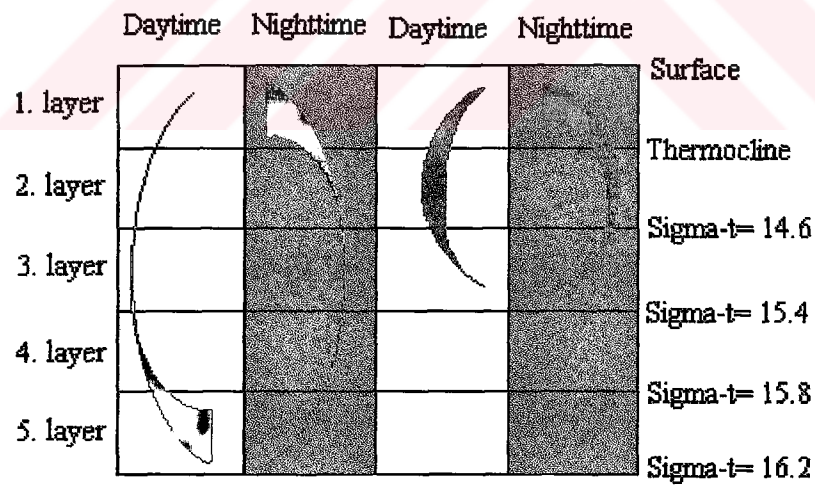 Daytime Nighttime Daytime Nighttime
Surface
1. layer
Thermocline
2. layer
Sigma-t= 14.6
3. layer
Sigma-t= 15.4
4. layer
Sigma-t= 15.8
5. layer
Sigma-t= 16.2